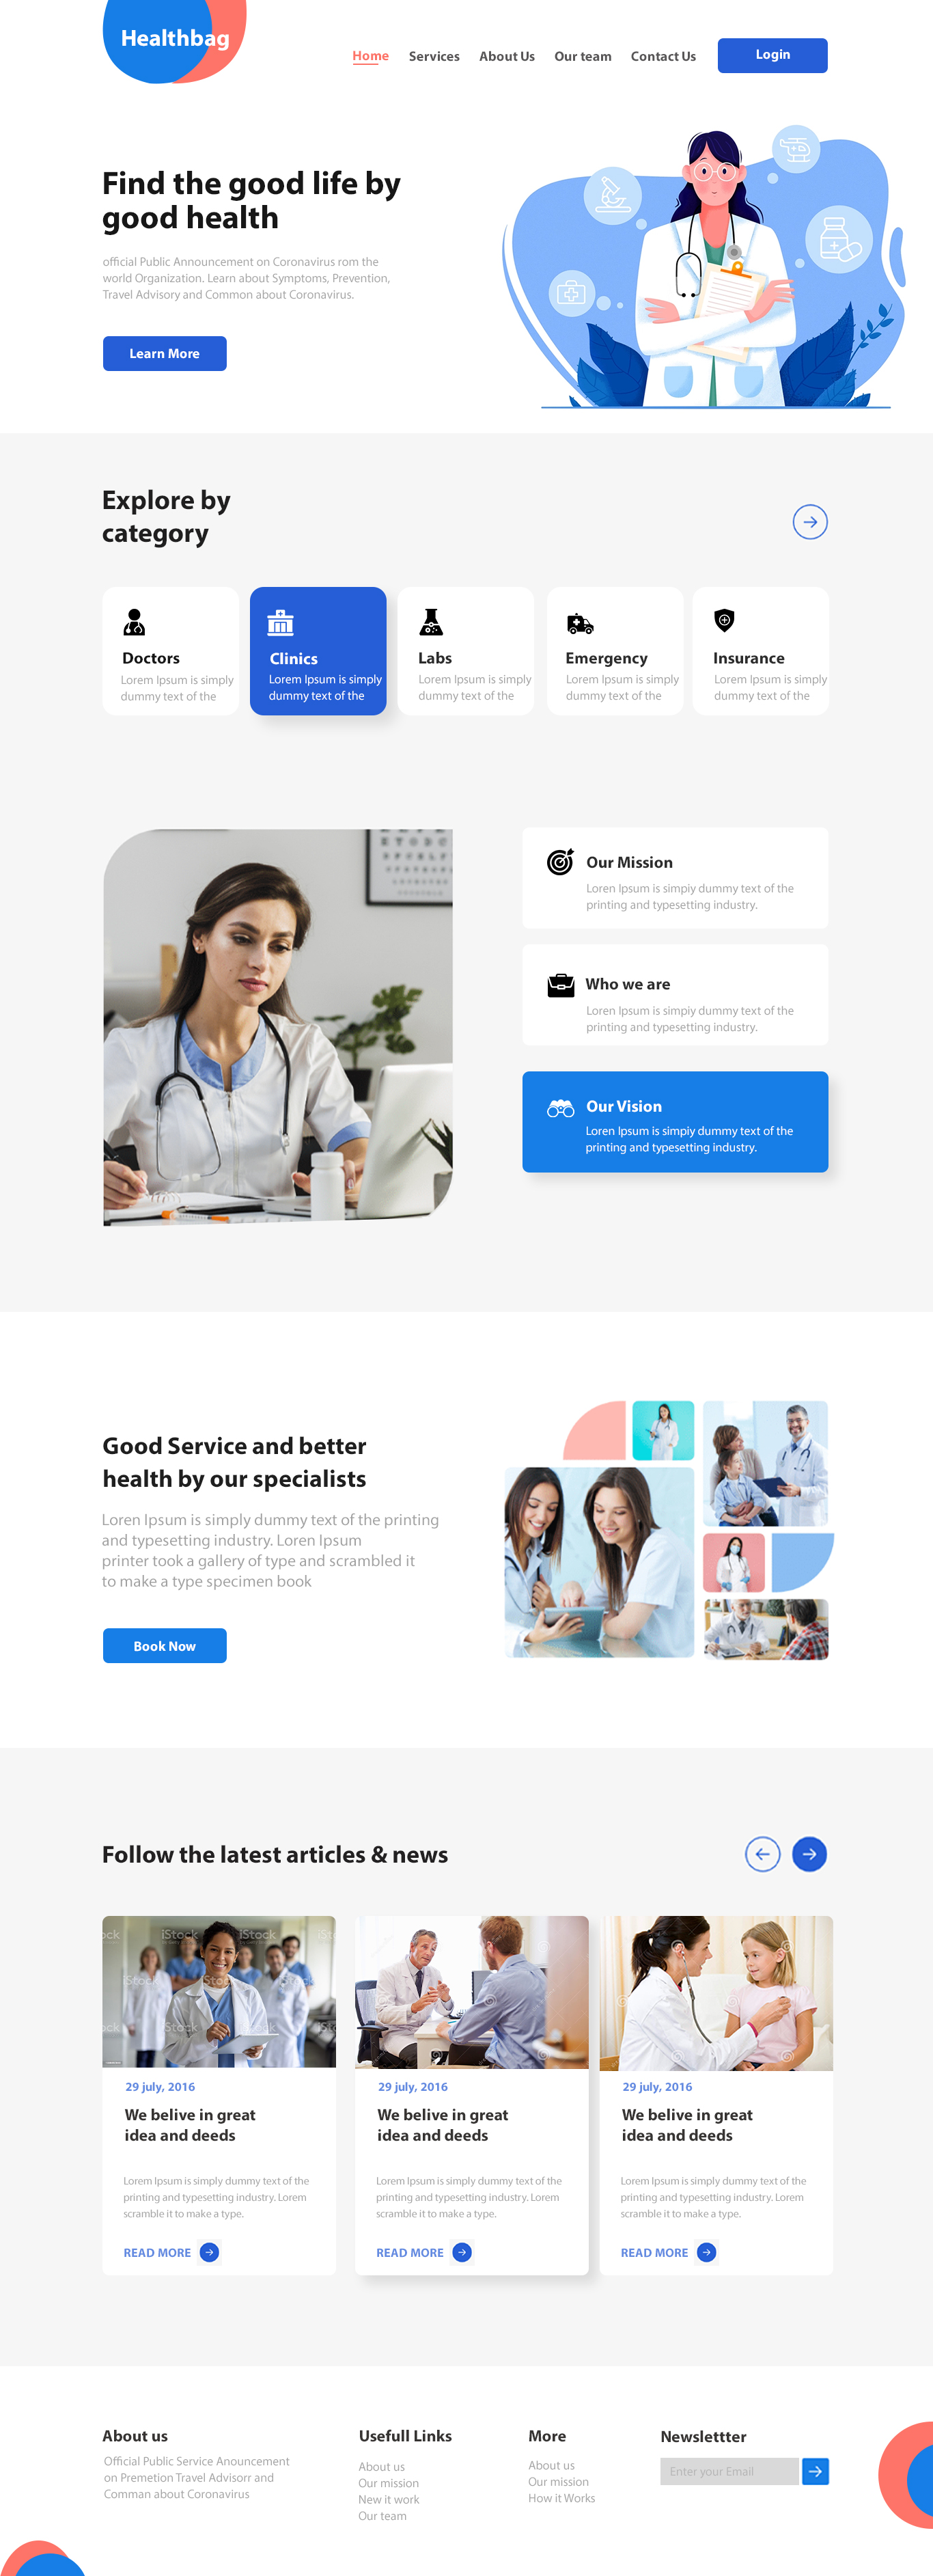 Healthbag
Home Services About Us Our team Contact Us Login
Find the good life by
good health
official Public Announcement on Coronavirus rom the
world Organization. Learn about Symptoms, Prevention,
Travel Advisory and Common about Coronavirus.
Learn More
Explore by
category
Doctors
Lorem Ipsum is simply
dummy text of the
Clinics
Lorem Ipsum is simply
dummy text of the
Labs
Lorem Ipsum is simply
dummy text of the
Emergency
Lorem Ipsum is simply
dummy text of the
Insurance
Lorem Ipsum is simply
dummy text of the
Our Mission
Loren Ipsum is simpiy dummy text of the
printing and typesetting industry.
Who we are
Loren Ipsum is simpiy dummy text of the
printing and typesetting industry.
Our Vision
Loren Ipsum is simpiy dummy text of the
printing and typesetting industry.
Good Service and better
health by our specialists
Loren Ipsum is simply dummy text of the printing
and typesetting industry. Loren Ipsum
printer took a gallery of type and scrambled it
to make a type specimen book
Book Now
Follow the latest articles & news
iStock iStock
iStock iStock iStock
iStock
29 july, 2016
We belive in great
idea and deeds
Lorem Ipsum is simply dummy text of the
printing and typesetting industry. Lorem
scramble it to make a type.
READ MORE
29 july, 2016
We belive in great
idea and deeds
Lorem Ipsum is simply dummy text of the
printing and typesetting industry. Lorem
scramble it to make a type.
READ MORE
29 july, 2016
We belive in great
idea and deeds
Lorem Ipsum is simply dummy text of the
printing and typesetting industry. Lorem
scramble it to make a type.
READ MORE
About us
Official Public Service Anouncement
on Premetion Travel Advisorr and
Comman about Coronavirus
Usefull Links
About us
Our mission
New it work
Our team
More
About us
Our mission
How it Works
Newslettter
Enter your Email